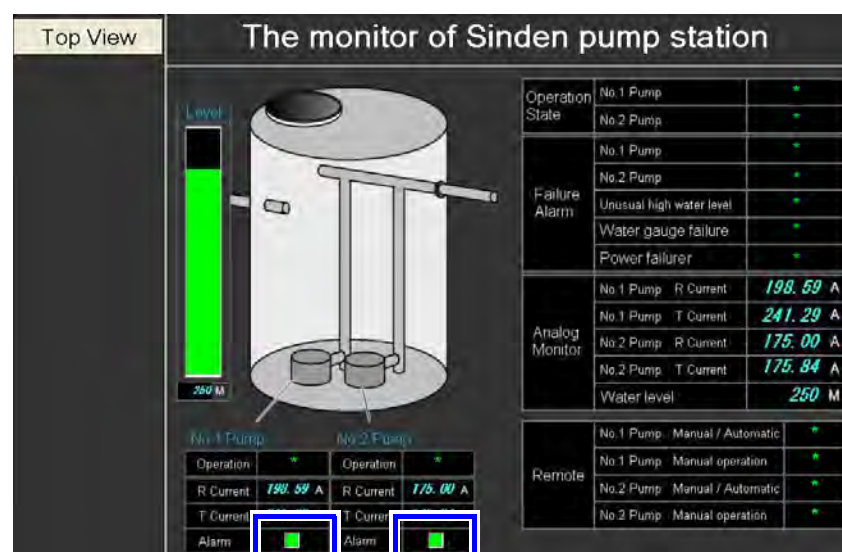 Top View
The monitor of Sinden pump station
Level
250 M
Operation State
No.1 Pump *
No.2 Pump *
Failure Alarm
No.1 Pump *
No.2 Pump *
Unusual high water level *
Water gauge failure *
Power failurer *
Analog Monitor
No.1 Pump R Current 198.59 A
No.1 Pump T Current 241.29 A
No.2 Pump R Current 175.00 A
No.2 Pump T Current 175.84 A
Water level 250 M
Remote
No.1 Pump Manual / Automatic *
No.1 Pump Manual operation *
No.2 Pump Manual / Automatic *
No.2 Pump Manual operation *
No.1 Pump
Operation *
R Current 198.59 A
T Current
Alarm
No.2 Pump
Operation *
R Current 175.00 A
T Curren
Alarm